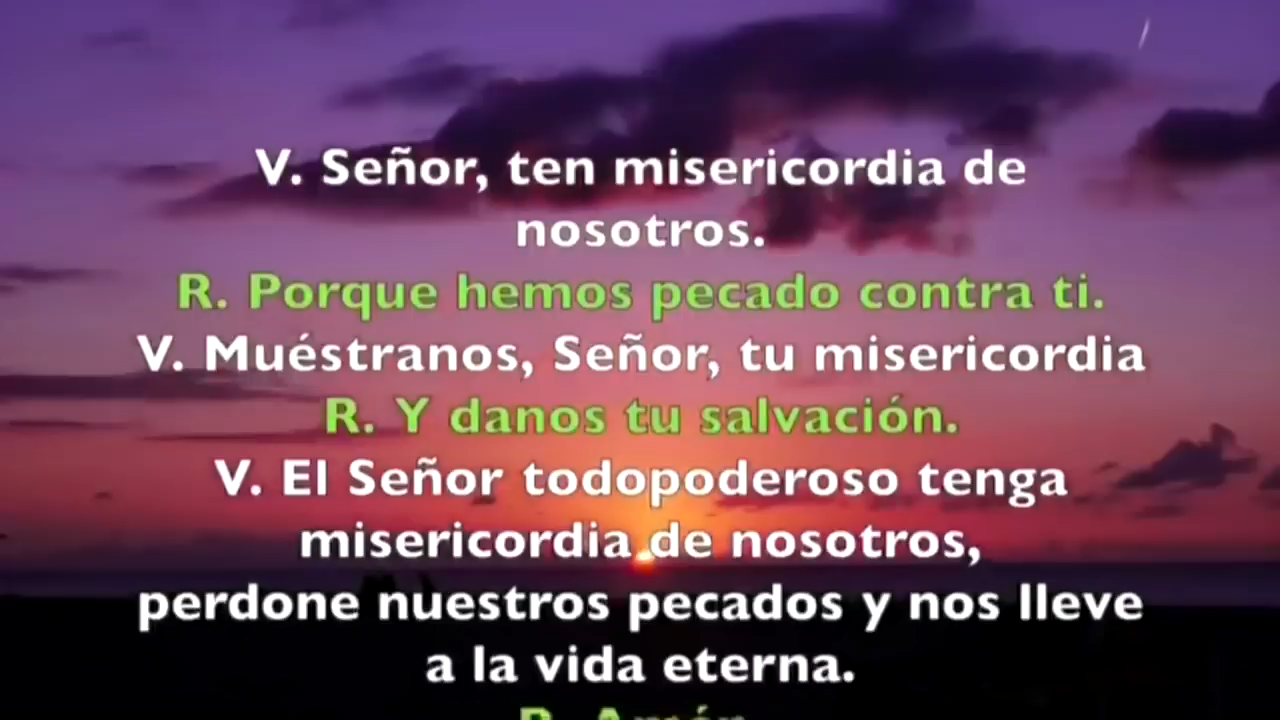 V. Señor, ten misericordia de
nosotros.
R. Porque hemos pecado contra ti.
V. Muéstranos, Señor, tu misericordia
R. Y danos tu salvación.
V. El Señor todopoderoso tenga
misericordia de nosotros,
perdone nuestros pecados y nos lleve
a la vida eterna.
R. Amén.